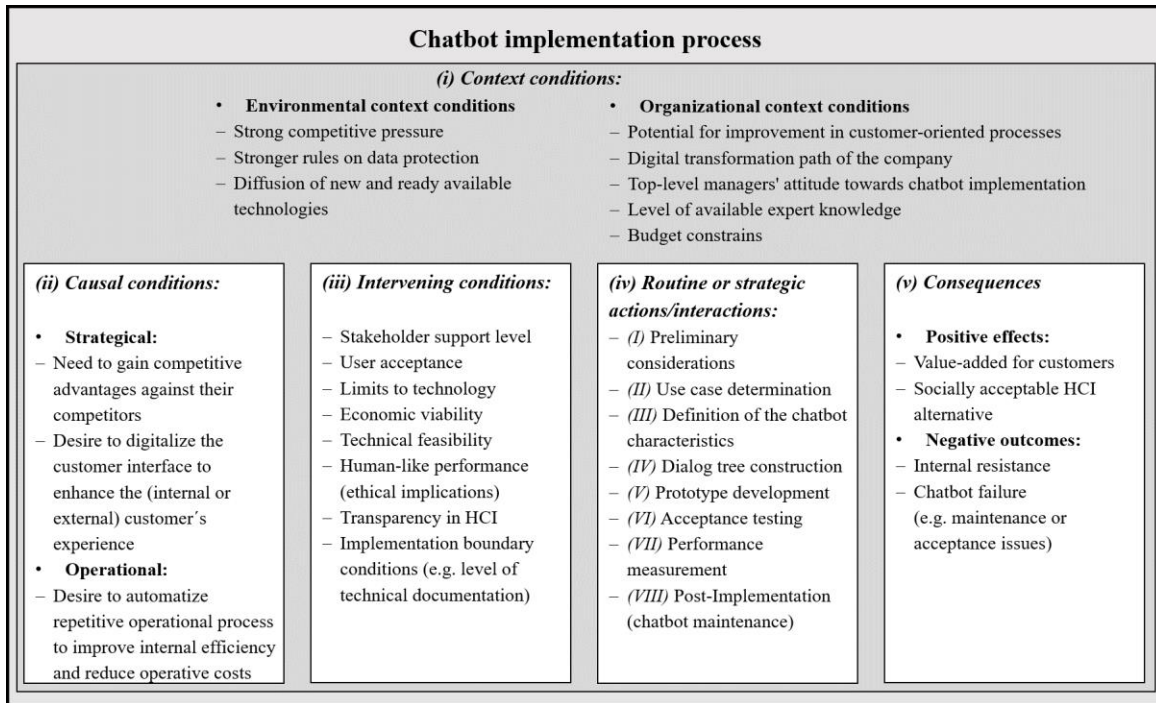 Chatbot implementation process
(i) Context conditions:
• Environmental context conditions
– Strong competitive pressure
– Stronger rules on data protection
– Diffusion of new and ready available
technologies
• Organizational context conditions
– Potential for improvement in customer-oriented processes
– Digital transformation path of the company
– Top-level managers' attitude towards chatbot implementation
– Level of available expert knowledge
– Budget constrains
(ii) Causal conditions:
• Strategical:
– Need to gain competitive
advantages against their
competitors
– Desire to digitalize the
customer interface to
enhance the (internal or
external) customer´s
experience
• Operational:
– Desire to automatize
repetitive operational process
to improve internal efficiency
and reduce operative costs
(iii) Intervening conditions:
– Stakeholder support level
– User acceptance
– Limits to technology
– Economic viability
– Technical feasibility
– Human-like performance
(ethical implications)
– Transparency in HCI
– Implementation boundary
conditions (e.g. level of
technical documentation)
(iv) Routine or strategic
actions/interactions:
– (I) Preliminary
considerations
– (II) Use case determination
– (III) Definition of the chatbot
characteristics
– (IV) Dialog tree construction
– (V) Prototype development
– (VI) Acceptance testing
– (VII) Performance
measurement
– (VIII) Post-Implementation
(chatbot maintenance)
(v) Consequences
• Positive effects:
– Value-added for customers
– Socially acceptable HCI
alternative
• Negative outcomes:
– Internal resistance
– Chatbot failure
(e.g. maintenance or
acceptance issues)